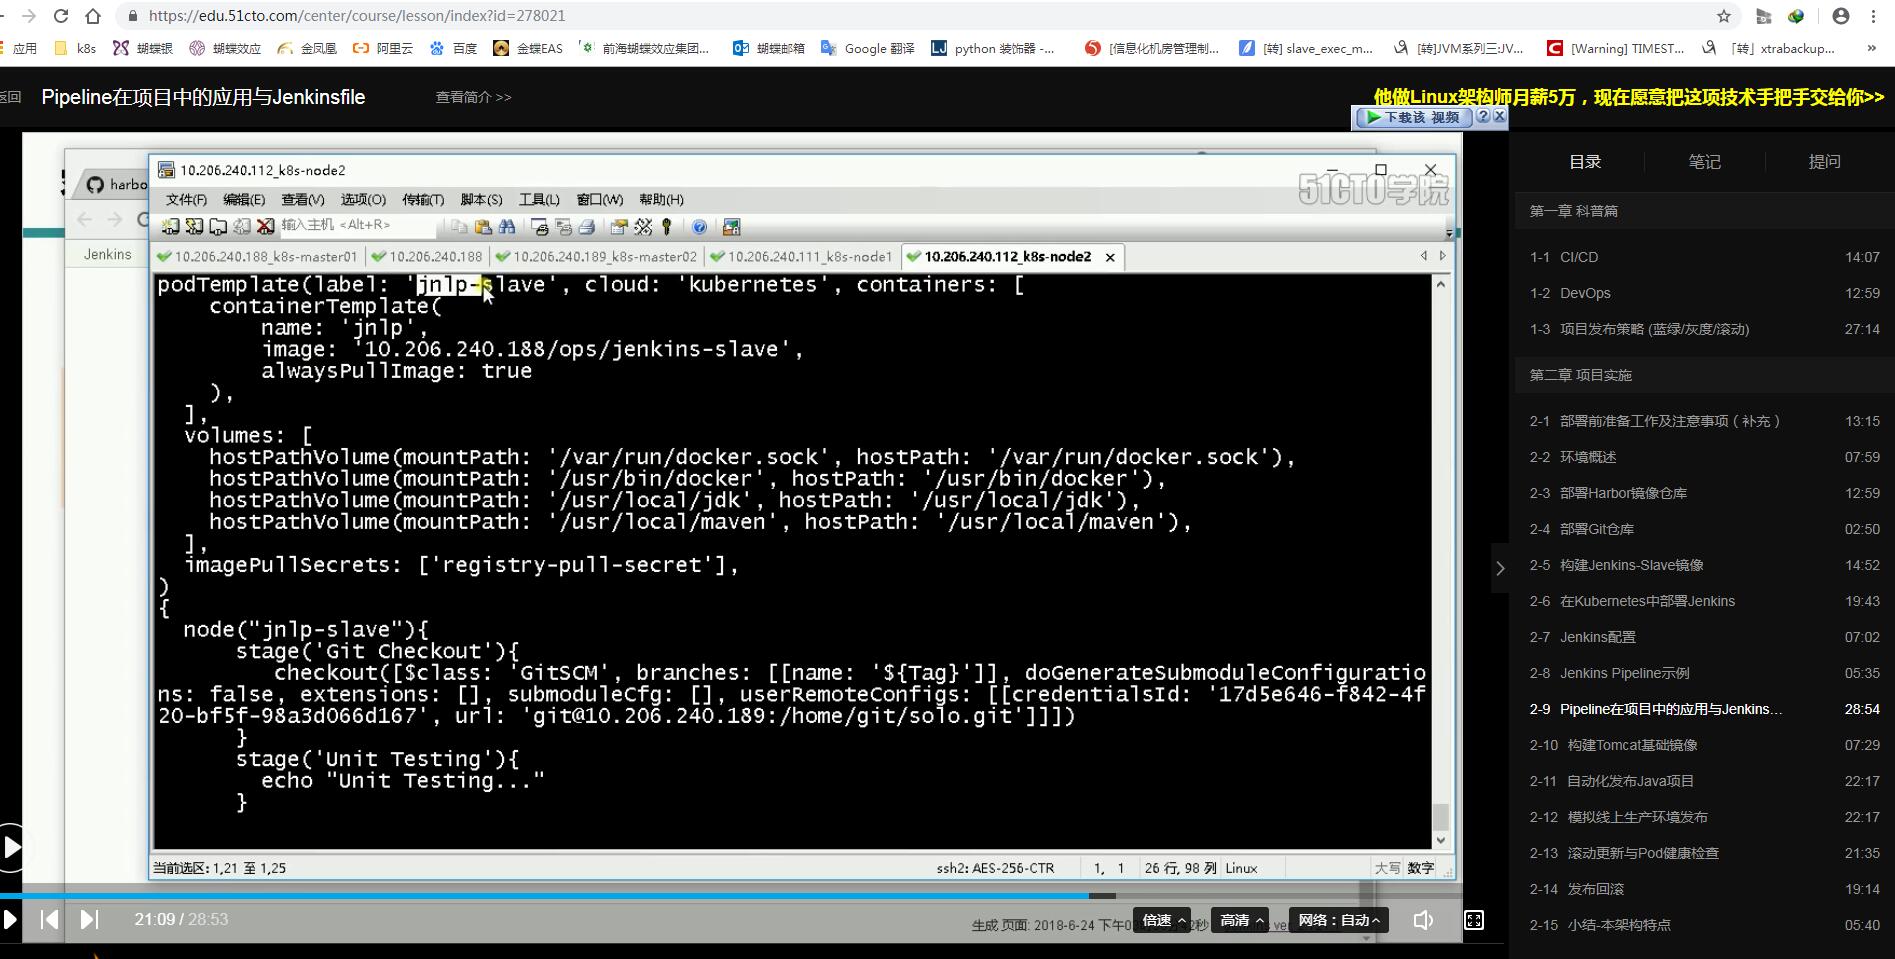 https://edu.51cto.com/center/course/lesson/index?id=278021
应用 k8s 蝴蝶银 蝴蝶效应 金凤凰 阿里云 百度 金蝶EAS 前海蝴蝶效应集团... 蝴蝶邮箱 Google 翻译 python 装饰器 -... [信息化机房管理制... [转] slave_exec_m... [转]JVM系列三:JV... [Warning] TIMEST... 「转」xtrabackup... »
返回 Pipeline在项目中的应用与Jenkinsfile 查看简介 >> 他做Linux架构师月薪5万，现在愿意把这项技术手把手交给你>>
下载该 视频 ?
目录 笔记 提问
10.206.240.112_k8s-node2
51CTO学院
harbo
文件(F) 编辑(E) 查看(V) 选项(O) 传输(T) 脚本(S) 工具(L) 窗口(W) 帮助(H)
输入主机 <Alt+R>
Jenkins
10.206.240.188_k8s-master01 10.206.240.188 10.206.240.189_k8s-master02 10.206.240.111_k8s-node1 10.206.240.112_k8s-node2
podTemplate(label: 'jnlp-slave', cloud: 'kubernetes', containers: [
containerTemplate(
name: 'jnlp',
image: '10.206.240.188/ops/jenkins-slave',
alwaysPullImage: true
),
],
volumes: [
hostPathVolume(mountPath: '/var/run/docker.sock', hostPath: '/var/run/docker.sock'),
hostPathVolume(mountPath: '/usr/bin/docker', hostPath: '/usr/bin/docker'),
hostPathVolume(mountPath: '/usr/local/jdk', hostPath: '/usr/local/jdk'),
hostPathVolume(mountPath: '/usr/local/maven', hostPath: '/usr/local/maven'),
],
imagePullSecrets: ['registry-pull-secret'],
)
{
node("jnlp-slave"){
stage('Git Checkout'){
checkout([$class: 'GitSCM', branches: [[name: '${Tag}']], doGenerateSubmoduleConfiguratio
ns: false, extensions: [], submoduleCfg: [], userRemoteConfigs: [[credentialsId: '17d5e646-f842-4f
20-bf5f-98a3d066d167', url: 'git@10.206.240.189:/home/git/solo.git']]])
}
stage('Unit Testing'){
echo "Unit Testing..."
}
当前选区: 1,21 至 1,25 ssh2: AES-256-CTR 1, 1 26 行, 98 列 Linux 大写 数字
21:09 / 28:53
生成 页面: 2018-6-24 下午0
倍速 高清 网络：自动
第一章 科普篇
1-1 CI/CD 14:07
1-2 DevOps 12:59
1-3 项目发布策略 (蓝绿/灰度/滚动) 27:14
第二章 项目实施
2-1 部署前准备工作及注意事项（补充） 13:15
2-2 环境概述 07:59
2-3 部署Harbor镜像仓库 12:59
2-4 部署Git仓库 02:50
2-5 构建Jenkins-Slave镜像 14:52
2-6 在Kubernetes中部署Jenkins 19:43
2-7 Jenkins配置 07:02
2-8 Jenkins Pipeline示例 05:35
2-9 Pipeline在项目中的应用与Jenkins... 28:54
2-10 构建Tomcat基础镜像 07:29
2-11 自动化发布Java项目 22:17
2-12 模拟线上生产环境发布 22:17
2-13 滚动更新与Pod健康检查 21:35
2-14 发布回滚 19:14
2-15 小结-本架构特点 05:40